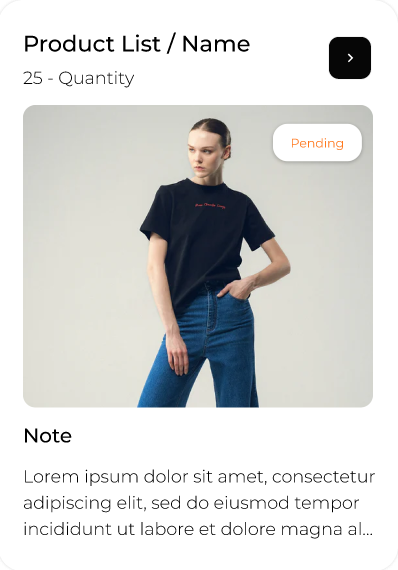 Product List / Name
25 - Quantity
Pending
Note
Lorem ipsum dolor sit amet, consectetur
adipiscing elit, sed do eiusmod tempor
incididunt ut labore et dolore magna al...